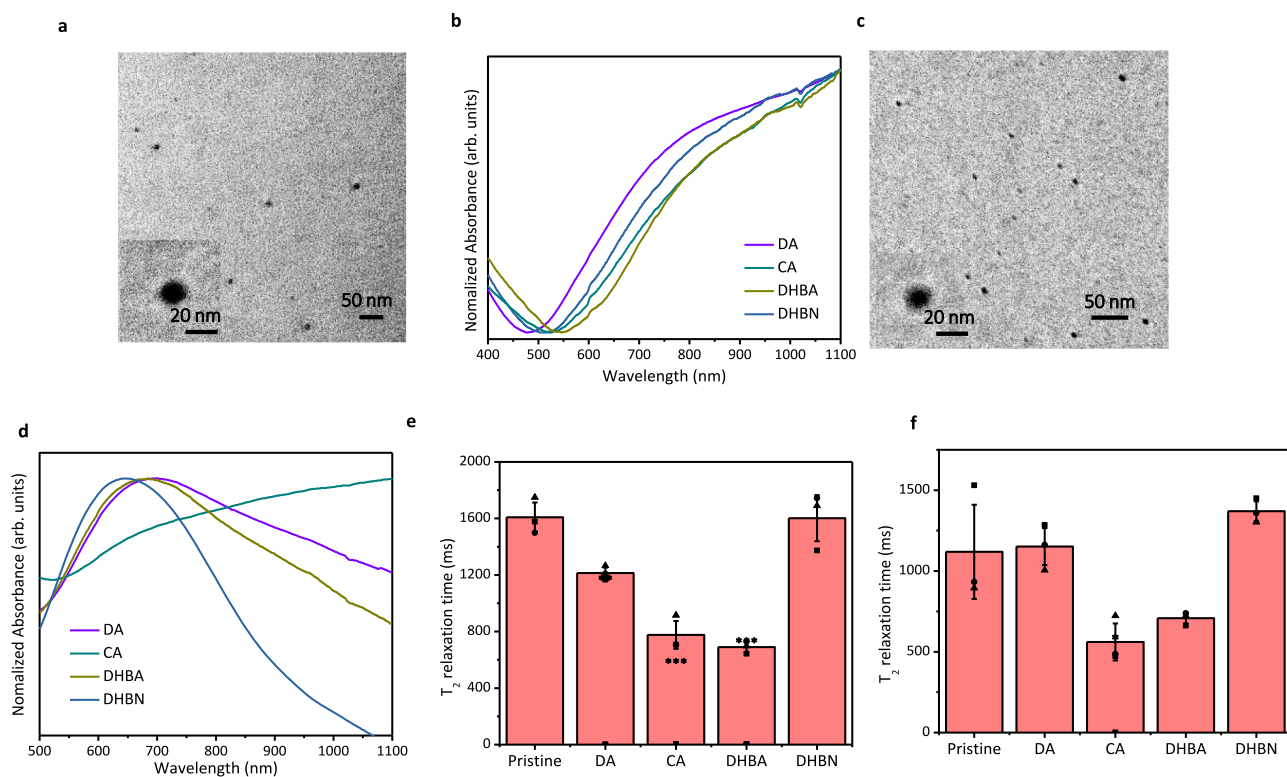 a
20 nm
50 nm
b
Nomalized Absorbance (arb. units)
DA
CA
DHBA
DHBN
400 500 600 700 800 900 1000 1100
Wavelength (nm)
c
20 nm
50 nm
d
Nomalized Absorbance (arb. units)
DA
CA
DHBA
DHBN
500 600 700 800 900 1000 1100
Wavelength (nm)
e
T2 relaxation time (ms)
2000
1600
1200
800
400
0
**
***
***
Pristine DA CA DHBA DHBN
f
T2 relaxation time (ms)
1500
1000
500
0
*
Pristine DA CA DHBA DHBN